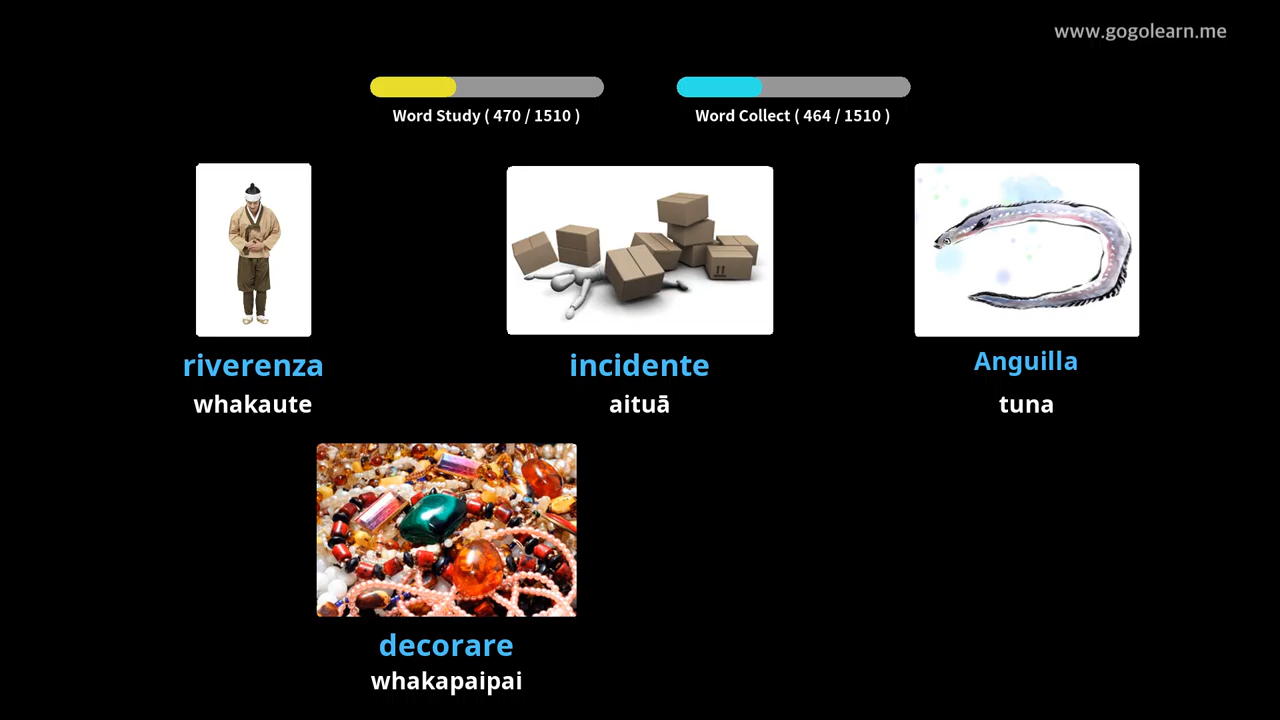 www.gogolearn.me
Word Study ( 470 / 1510 )
Word Collect ( 464 / 1510 )
riverenza
whakaute
incidente
aituā
Anguilla
tuna
decorare
whakapaipai